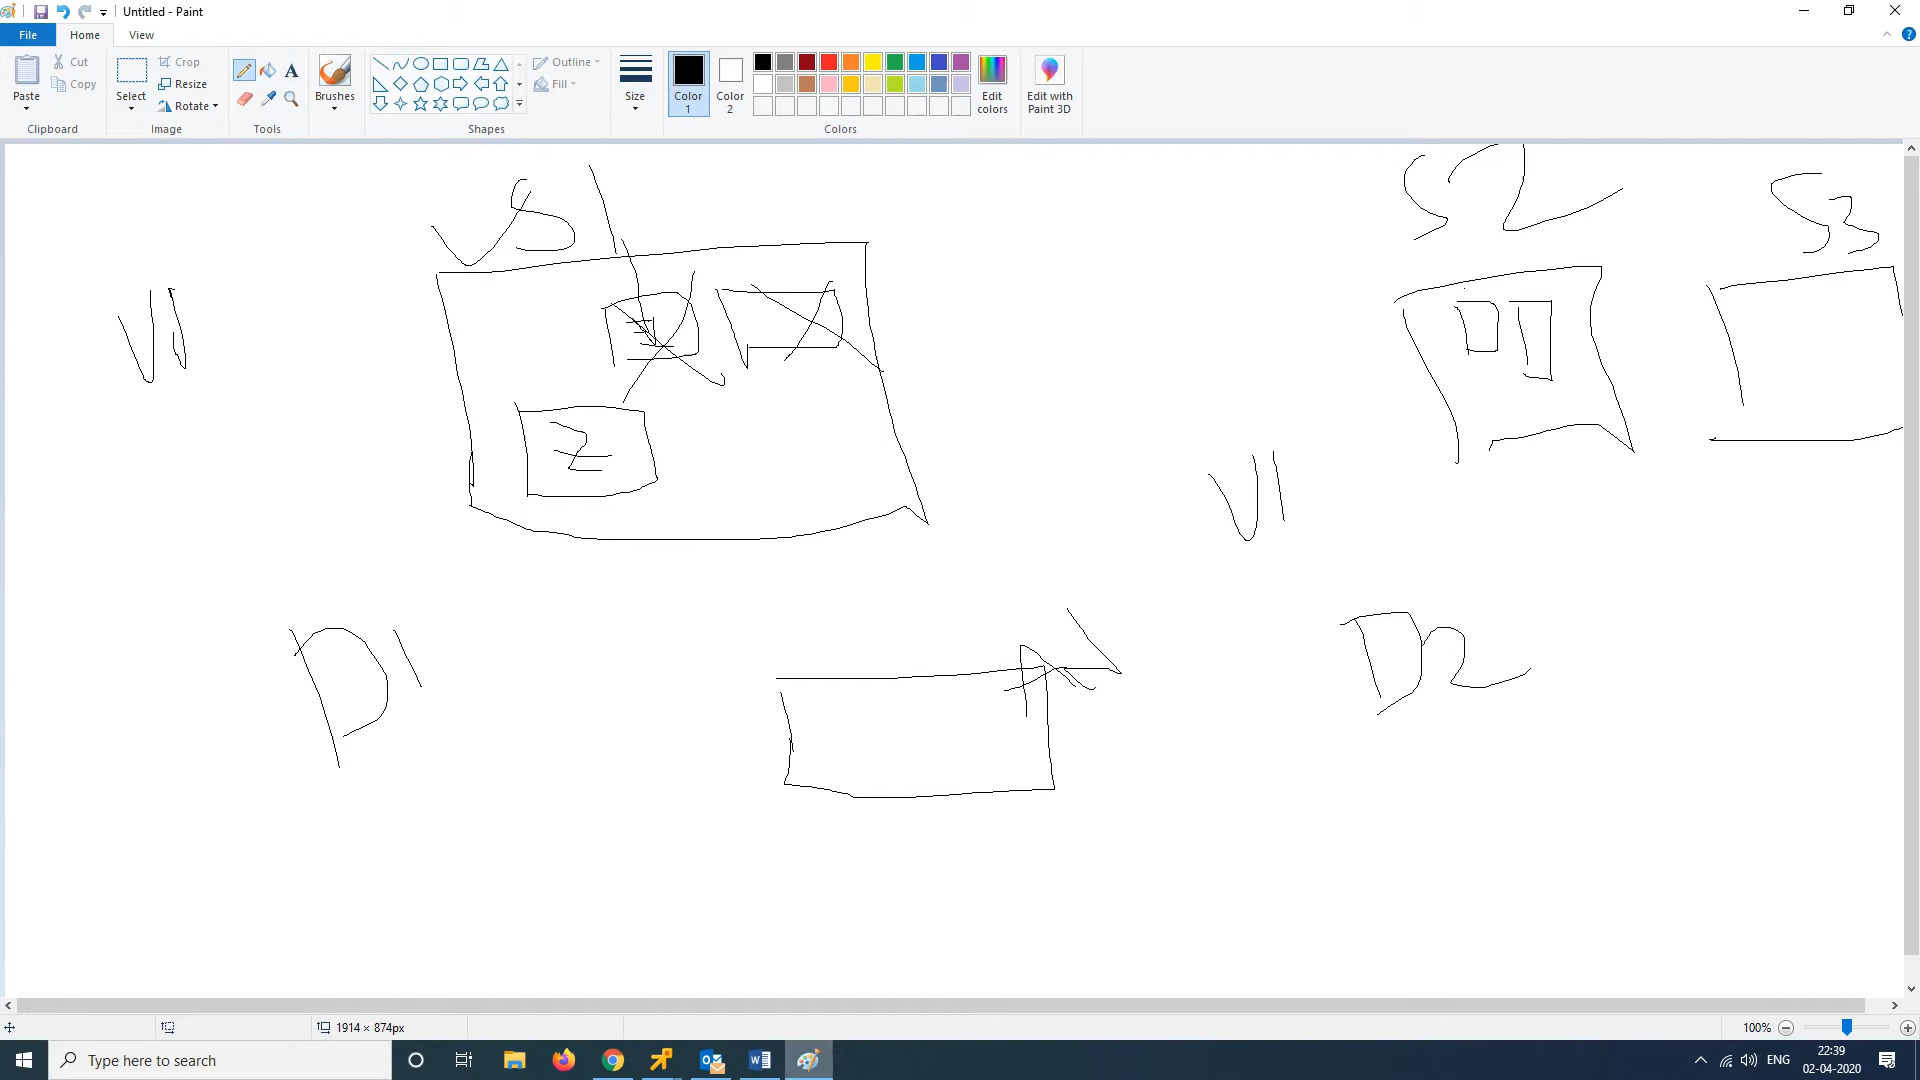 Untitled - Paint
File Home View
Paste
Cut
Copy
Clipboard
Select
Crop
Resize
Rotate
Image
A
Tools
Brushes
Outline
Fill
Shapes
Size
Color 1
Color 2
Edit colors
Colors
Edit with Paint 3D
VS
S2
S3
V1
2
V1
D1
D2
1914 × 874px
100%
Type here to search
ENG
22:39
02-04-2020